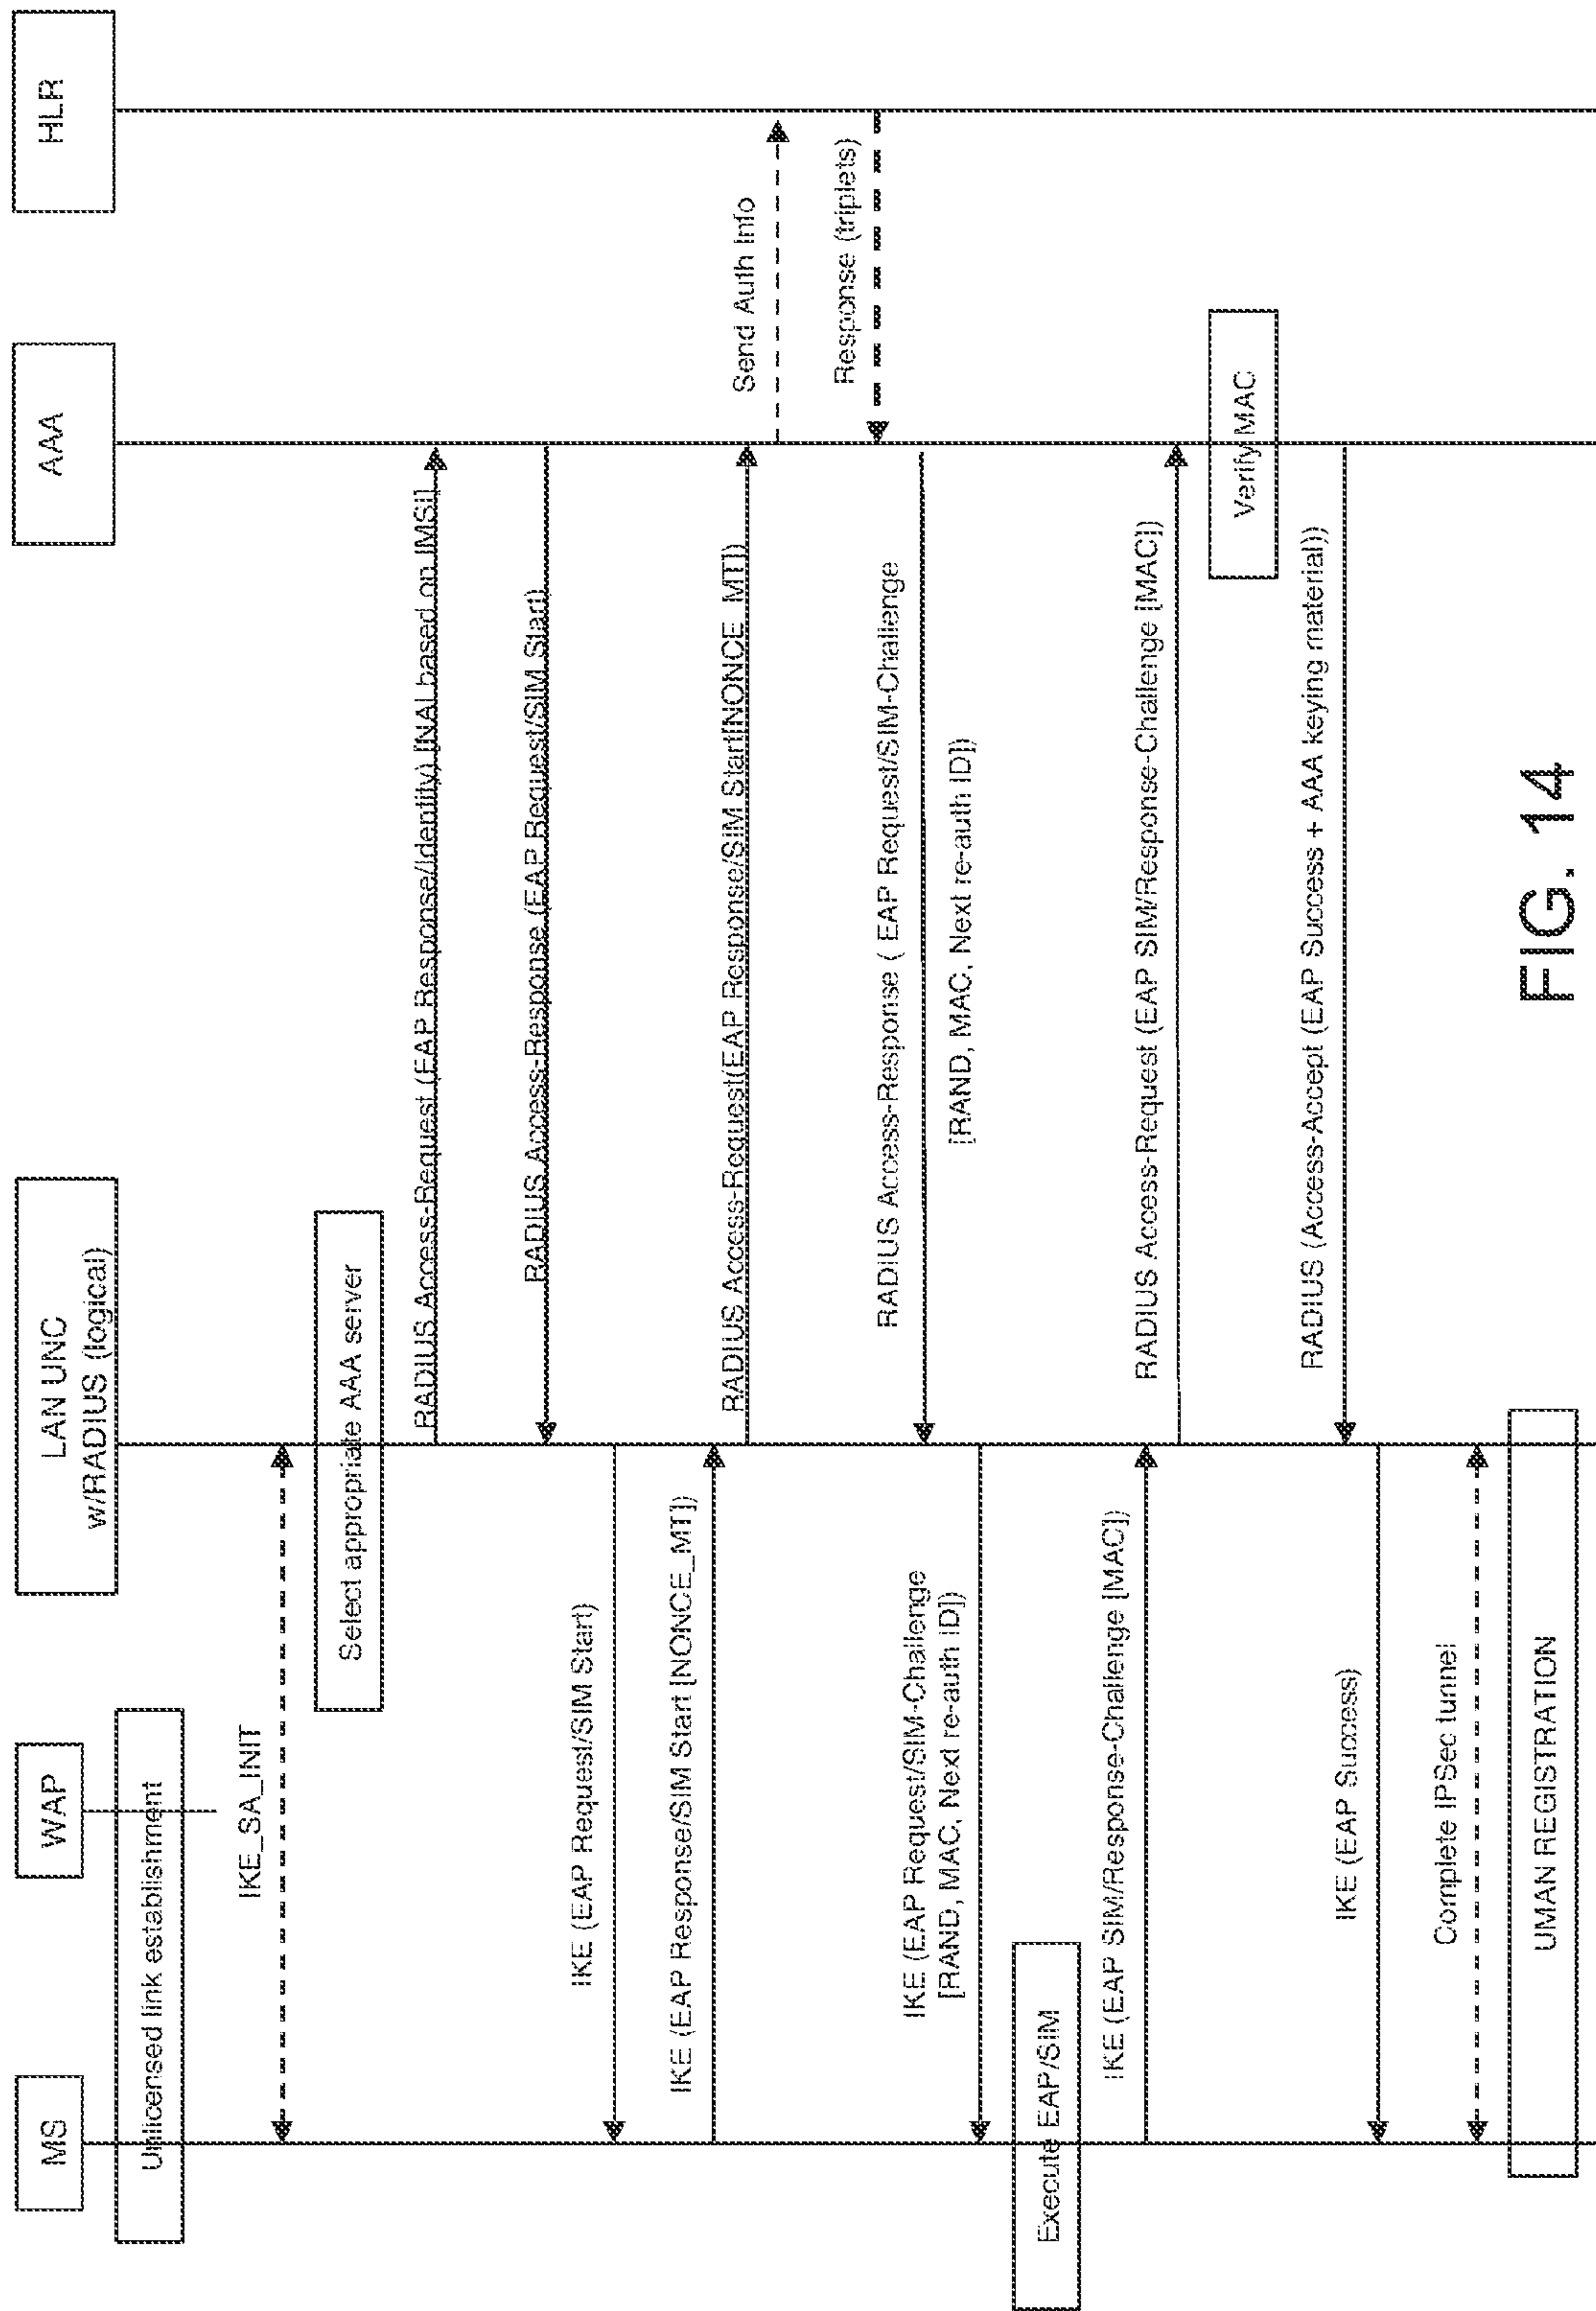 MS
WAP
LAN UNC
w/RADIUS (logical)
AAA
HLR
Unlicensed link establishment
IKE_SA_INIT
Select appropriate AAA server
RADIUS Access-Request (EAP Response/Identity) [NAI based on IMSI]
RADIUS Access-Response (EAP Request/SIM Start)
IKE (EAP Request/SIM Start)
IKE (EAP Response/SIM Start [NONCE_MT])
RADIUS Access-Request(EAP Response/SIM Start[NONCE_MT])
Send Auth Info
Response (triplets)
RADIUS Access-Response ( EAP Request/SIM-Challenge
[RAND, MAC, Next re-auth ID])
IKE (EAP Request/SIM-Challenge
[RAND, MAC, Next re-auth ID])
Execute EAP/SIM
IKE (EAP SIM/Response-Challenge [MAC])
RADIUS Access-Request (EAP SIM/Response-Challenge [MAC])
Verify MAC
RADIUS (Access-Accept (EAP Success + AAA keying material))
IKE (EAP Success)
Complete IPSec tunnel
UMAN REGISTRATION
FIG. 14